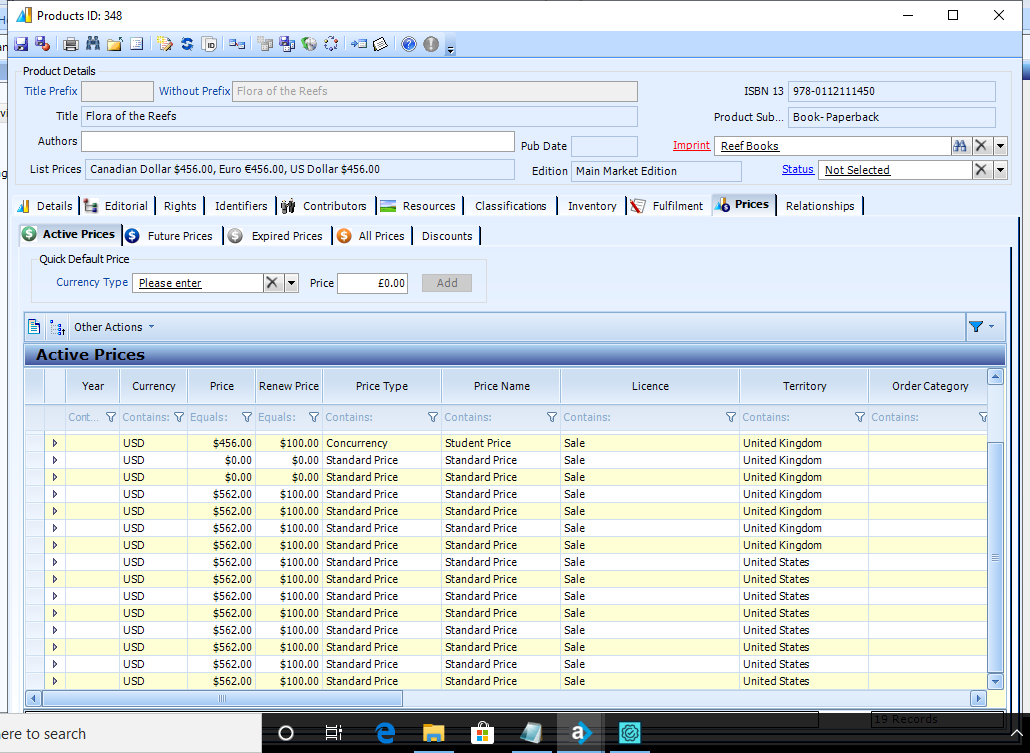 Products ID: 348
Product Details
Title Prefix Without Prefix Flora of the Reefs ISBN 13 978-0112111450
Title Flora of the Reefs Product Sub... Book- Paperback
Authors Pub Date Imprint Reef Books
List Prices Canadian Dollar $456.00, Euro €456.00, US Dollar $456.00 Edition Main Market Edition Status Not Selected
Details Editorial Rights Identifiers Contributors Resources Classifications Inventory Fulfilment Prices Relationships
Active Prices Future Prices Expired Prices All Prices Discounts
Quick Default Price
Currency Type Please enter Price £0.00 Add
Other Actions
Active Prices
Year Currency Price Renew Price Price Type Price Name Licence Territory Order Category
Cont... Contains: Equals: Equals: Contains: Contains: Contains: Contains: Contains:
USD $456.00 $100.00 Concurrency Student Price Sale United Kingdom
USD $0.00 $0.00 Standard Price Standard Price Sale United Kingdom
USD $0.00 $0.00 Standard Price Standard Price Sale United Kingdom
USD $562.00 $100.00 Standard Price Standard Price Sale United Kingdom
USD $562.00 $100.00 Standard Price Standard Price Sale United Kingdom
USD $562.00 $100.00 Standard Price Standard Price Sale United Kingdom
USD $562.00 $100.00 Standard Price Standard Price Sale United Kingdom
USD $562.00 $100.00 Standard Price Standard Price Sale United States
USD $562.00 $100.00 Standard Price Standard Price Sale United States
USD $562.00 $100.00 Standard Price Standard Price Sale United States
USD $562.00 $100.00 Standard Price Standard Price Sale United States
USD $562.00 $100.00 Standard Price Standard Price Sale United States
USD $562.00 $100.00 Standard Price Standard Price Sale United States
USD $562.00 $100.00 Standard Price Standard Price Sale United States
USD $562.00 $100.00 Standard Price Standard Price Sale United States
19 Records
ere to search